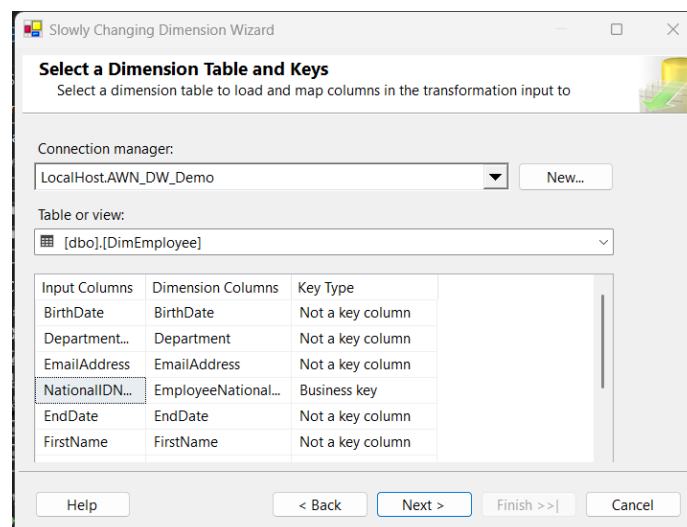 Slowly Changing Dimension Wizard
Select a Dimension Table and Keys
Select a dimension table to load and map columns in the transformation input to
Connection manager:
LocalHost.AWN_DW_Demo New...
Table or view:
[dbo].[DimEmployee]
Input Columns Dimension Columns Key Type
BirthDate BirthDate Not a key column
Department... Department Not a key column
EmailAddress EmailAddress Not a key column
NationalIDN... EmployeeNational... Business key
EndDate EndDate Not a key column
FirstName FirstName Not a key column
Help < Back Next > Finish >>| Cancel